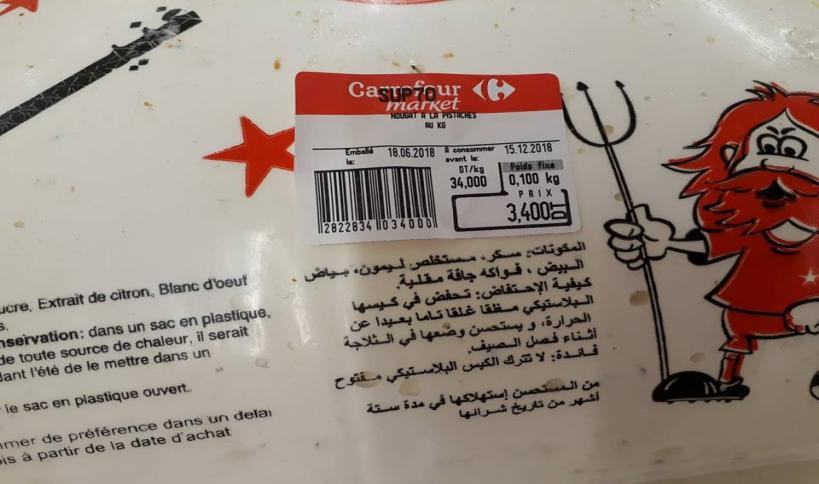 Carrefour
SUP70
market
NOUGAT A LA PISTACHES
AU KG
Emballé le: 18.06.2018
A consommer avant le: 15.12.2018
DT/kg
34,000
Poids fixe
0,100 kg
PRIX
3,400 DT
2822834 034000
المكونات: سكر، مستخلص ليمون، بياض
البيض، فواكه جافة مقلية.
كيفية الإحتفاض: تحفض في كيسها
البلاستيكي مغلقا غلقا تاما بعيدا عن
الحرارة، و يستحسن وضعها في الثلاجة
أثناء فصل الصيف.
فائدة: لا تترك الكيس البلاستيكي مفتوح
من المستحسن إستهلاكها في مدة ستة
أشهر من تاريخ شرائها
ucre, Extrait de citron, Blanc d'oeuf
s.
nservation: dans un sac en plastique,
de toute source de chaleur, il serait
dant l'été de le mettre dans un
le sac en plastique ouvert.
mer de préférence dans un delai
is à partir de la date d'achat